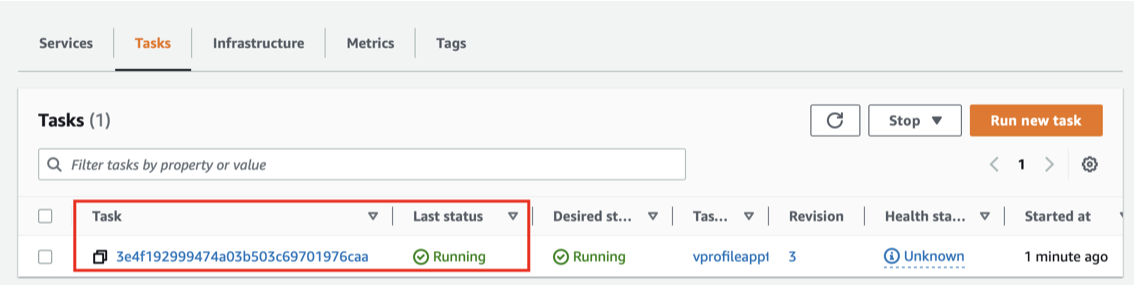 Services Tasks Infrastructure Metrics Tags
Tasks (1) Stop Run new task
Filter tasks by property or value 1
Task Last status Desired st... Tas... Revision Health sta... Started at
3e4f192999474a03b503c69701976caa Running Running vprofileappt 3 Unknown 1 minute ago